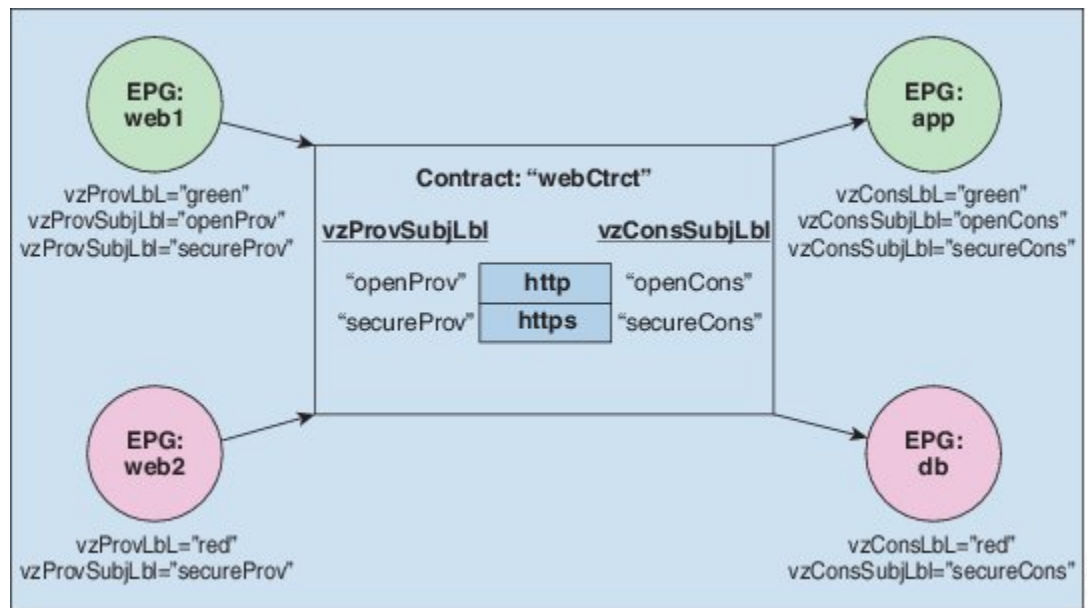 EPG:
web1
vzProvLbL="green"
vzProvSubjLbl="openProv"
vzProvSubjLbl="secureProv"
EPG:
app
vzConsLbL="green"
vzConsSubjLbl="openCons"
vzConsSubjLbl="secureCons"
Contract: “webCtrct”
vzProvSubjLbl vzConsSubjLbl
“openProv” http “openCons”
“secureProv” https “secureCons”
EPG:
web2
vzProvLbL="red"
vzProvSubjLbl="secureProv"
EPG:
db
vzConsLbL="red"
vzConsSubjLbl="secureCons"